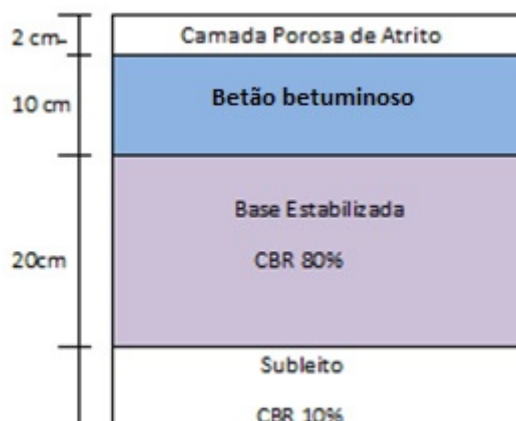 2 cm-
Camada Porosa de Atrito
10 cm
Betão betuminoso
Base Estabilizada
20cm
CBR 80%
Subleito
CBR 10%